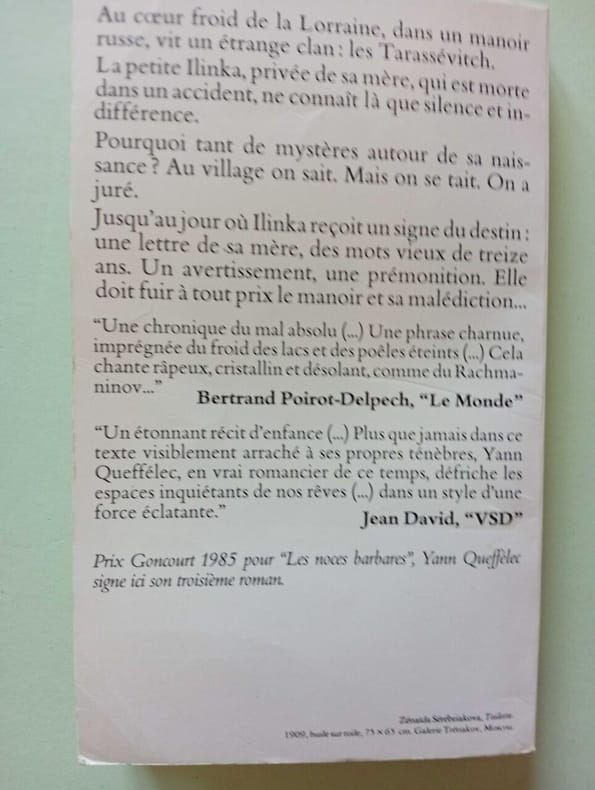 Au cœur froid de la Lorraine, dans un manoir
russe, vit un étrange clan : les Tarassévitch.
La petite Ilinka, privée de sa mère, qui est morte
dans un accident, ne connaît là que silence et in-
différence.
Pourquoi tant de mystères autour de sa nais-
sance ? Au village on sait. Mais on se tait. On a
juré.
Jusqu'au jour où Ilinka reçoit un signe du destin :
une lettre de sa mère, des mots vieux de treize
ans. Un avertissement, une prémonition. Elle
doit fuir à tout prix le manoir et sa malédiction...
“Une chronique du mal absolu (...) Une phrase charnue,
imprégnée du froid des lacs et des poêles éteints (...) Cela
chante râpeux, cristallin et désolant, comme du Rachma-
ninov...”
Bertrand Poirot-Delpech, “Le Monde”
“Un étonnant récit d'enfance (...) Plus que jamais dans ce
texte visiblement arraché à ses propres ténèbres, Yann
Queffélec, en vrai romancier de ce temps, défriche les
espaces inquiétants de nos rêves (...) dans un style d'une
force éclatante.”
Jean David, “VSD”
Prix Goncourt 1985 pour “Les noces barbares”, Yann Queffèlec
signe ici son troisième roman.
Zénaïda Sérébriakova,
1909, huile sur toile, 75 × 65 cm. Galerie Tretiakov, Moscou.